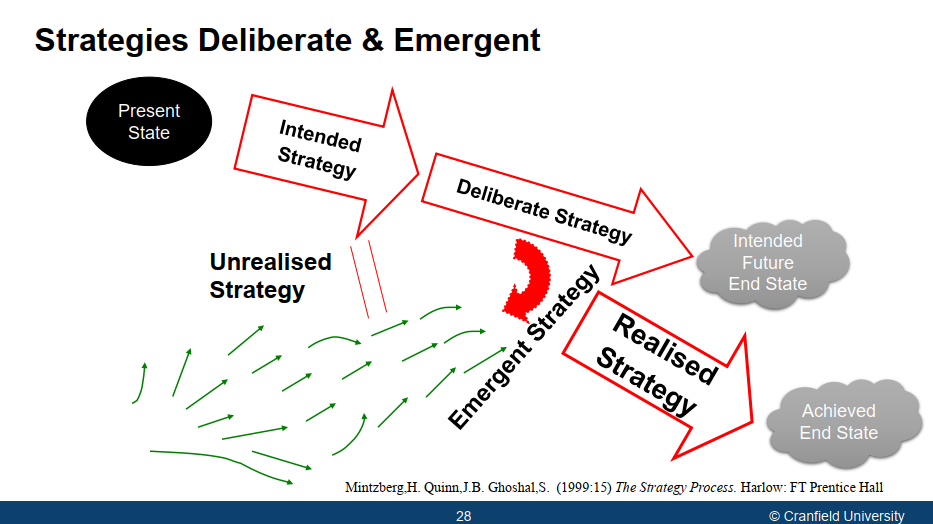 Strategies Deliberate & Emergent
Present
State
Intended
Strategy
Deliberate Strategy
Intended
Future
End State
Unrealised
Strategy
Emergent Strategy
Realised
Strategy
Achieved
End State
Mintzberg,H. Quinn,J.B. Ghoshal,S. (1999:15) The Strategy Process. Harlow: FT Prentice Hall
28
© Cranfield University